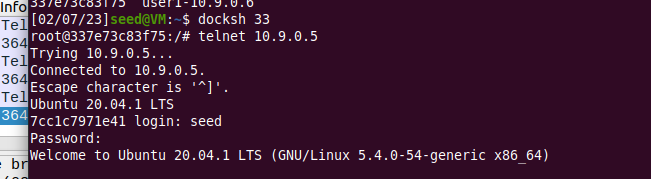 Info
Tel
364
Tel
364
Tel
364
e br
337e73c83f75  user1-10.9.0.6
[02/07/23]seed@VM:~$ docksh 33
root@337e73c83f75:/# telnet 10.9.0.5
Trying 10.9.0.5...
Connected to 10.9.0.5.
Escape character is '^]'.
Ubuntu 20.04.1 LTS
7cc1c7971e41 login: seed
Password:
Welcome to Ubuntu 20.04.1 LTS (GNU/Linux 5.4.0-54-generic x86_64)